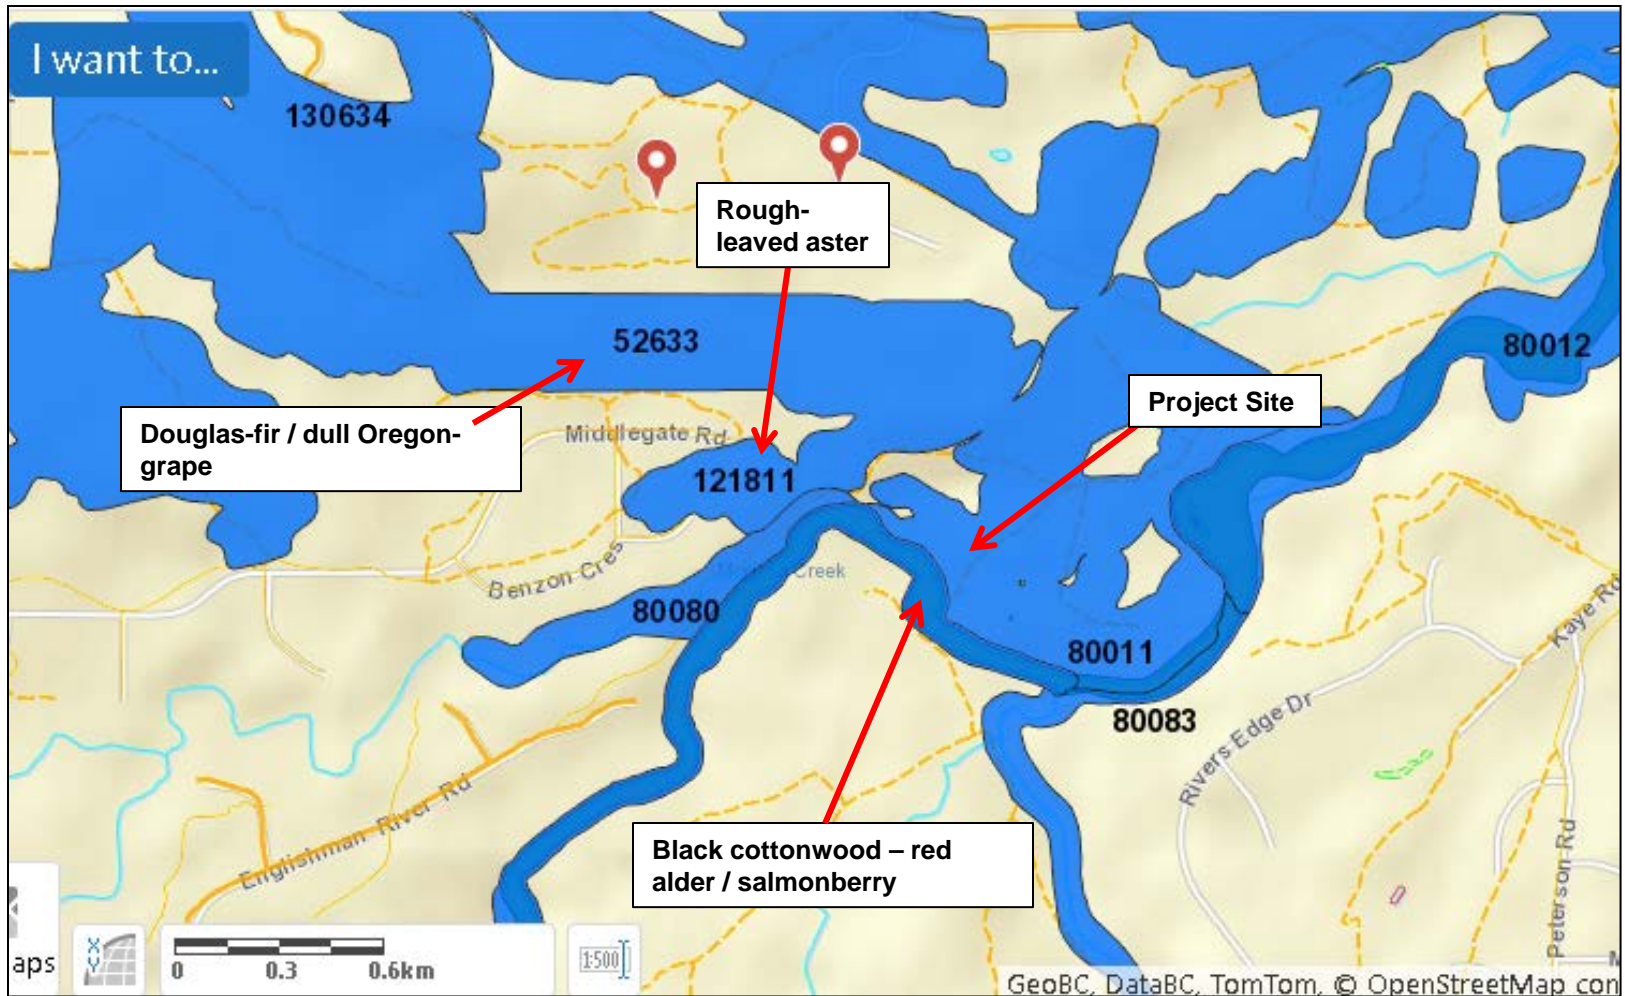 I want to...
130634
Rough-
leaved aster
52633
80012
Project Site
Douglas-fir / dull Oregon-
grape
Middlegate Rd
121811
Benzon Cres
Creek
80080
80011
Kaye Rd
80083
Rivers Edge Dr
Englishman River Rd
Black cottonwood – red
alder / salmonberry
Peterson Rd
aps
X
Y
0 0.3 0.6km
1:500
GeoBC, DataBC, TomTom, © OpenStreetMap con